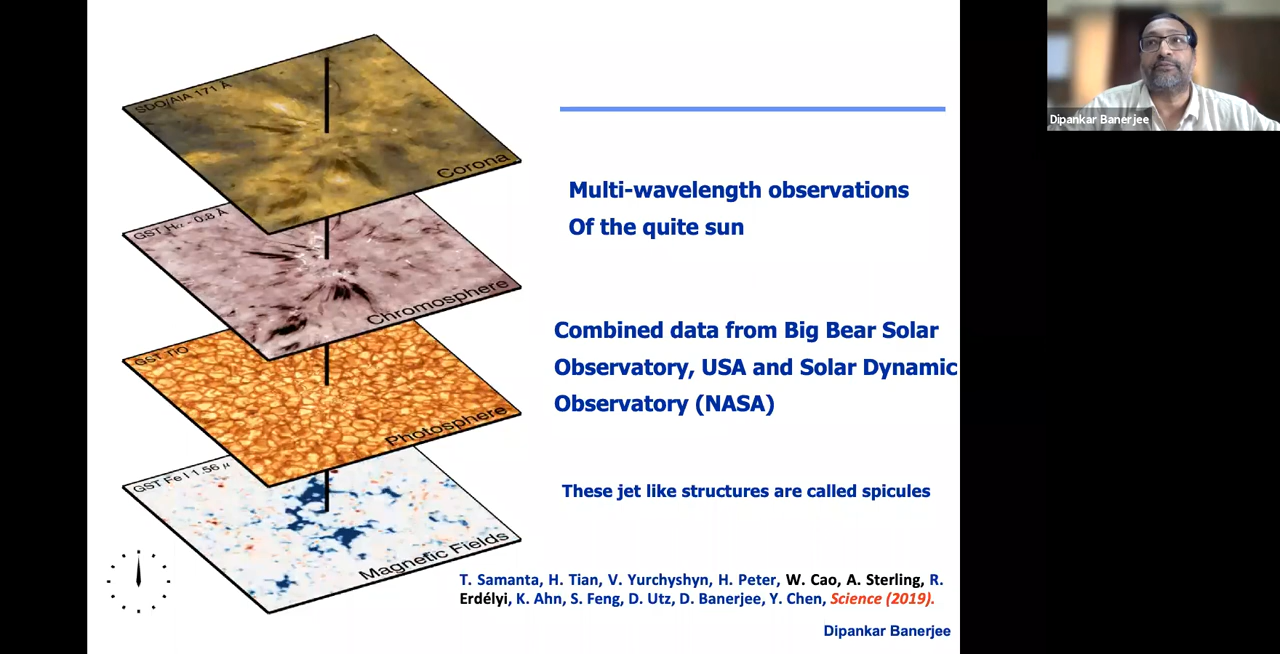 SDO/AIA 171 Å
Corona
GST Hα - 0.8 Å
Chromosphere
GST TiO
Photosphere
GST Fe I 1.56 μ
Magnetic Fields
Multi-wavelength observations
Of the quite sun
Combined data from Big Bear Solar
Observatory, USA and Solar Dynamic
Observatory (NASA)
These jet like structures are called spicules
T. Samanta, H. Tian, V. Yurchyshyn, H. Peter, W. Cao, A. Sterling, R.
Erdélyi, K. Ahn, S. Feng, D. Utz, D. Banerjee, Y. Chen, Science (2019).
Dipankar Banerjee
Dipankar Banerjee